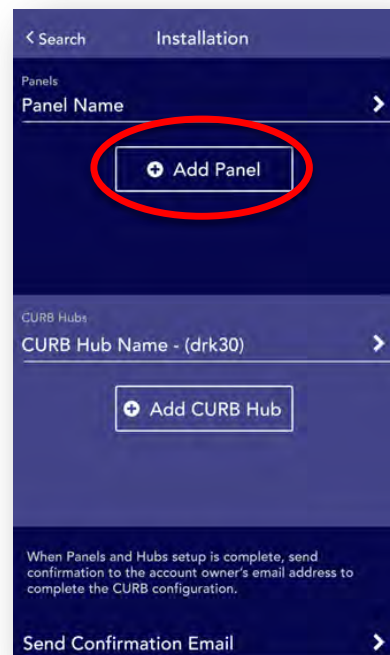 < Search Installation
Panels
Panel Name >
+ Add Panel
CURB Hubs
CURB Hub Name - (drk30) >
+ Add CURB Hub
When Panels and Hubs setup is complete, send
confirmation to the account owner's email address to
complete the CURB configuration.
Send Confirmation Email >